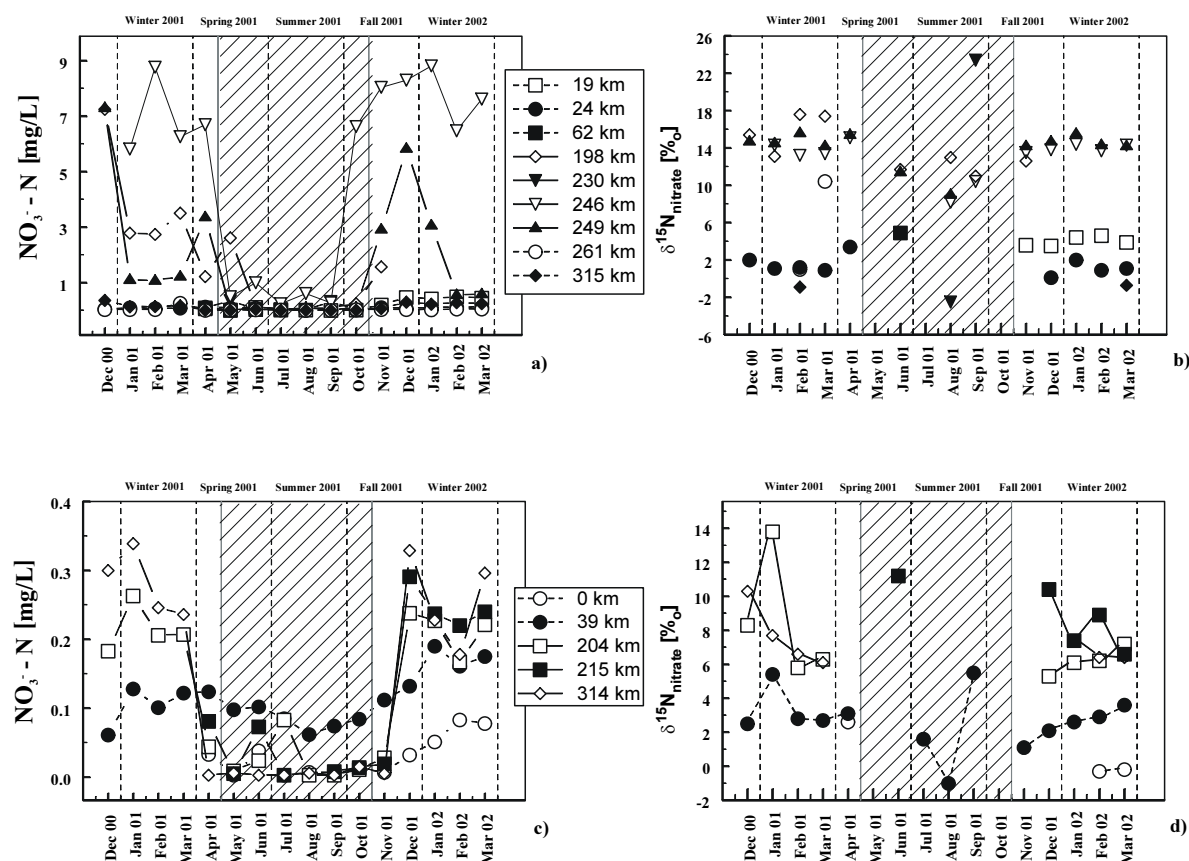 Winter 2001 Spring 2001 Summer 2001 Fall 2001 Winter 2002
NO3- - N [mg/L]
9
7
5
3
1
Dec 00 Jan 01 Feb 01 Mar 01 Apr 01 May 01 Jun 01 Jul 01 Aug 01 Sep 01 Oct 01 Nov 01 Dec 01 Jan 02 Feb 02 Mar 02
a)
19 km
24 km
62 km
198 km
230 km
246 km
249 km
261 km
315 km
Winter 2001 Spring 2001 Summer 2001 Fall 2001 Winter 2002
δ15Nnitrate [%o]
26
22
18
14
10
6
2
-2
-6
Dec 00 Jan 01 Feb 01 Mar 01 Apr 01 May 01 Jun 01 Jul 01 Aug 01 Sep 01 Oct 01 Nov 01 Dec 01 Jan 02 Feb 02 Mar 02
b)
Winter 2001 Spring 2001 Summer 2001 Fall 2001 Winter 2002
NO3- - N [mg/L]
0.4
0.3
0.2
0.1
0.0
Dec 00 Jan 01 Feb 01 Mar 01 Apr 01 May 01 Jun 01 Jul 01 Aug 01 Sep 01 Oct 01 Nov 01 Dec 01 Jan 02 Feb 02 Mar 02
c)
0 km
39 km
204 km
215 km
314 km
Winter 2001 Spring 2001 Summer 2001 Fall 2001 Winter 2002
δ15Nnitrate [%o]
14
12
10
8
6
4
2
0
-2
Dec 00 Jan 01 Feb 01 Mar 01 Apr 01 May 01 Jun 01 Jul 01 Aug 01 Sep 01 Oct 01 Nov 01 Dec 01 Jan 02 Feb 02 Mar 02
d)